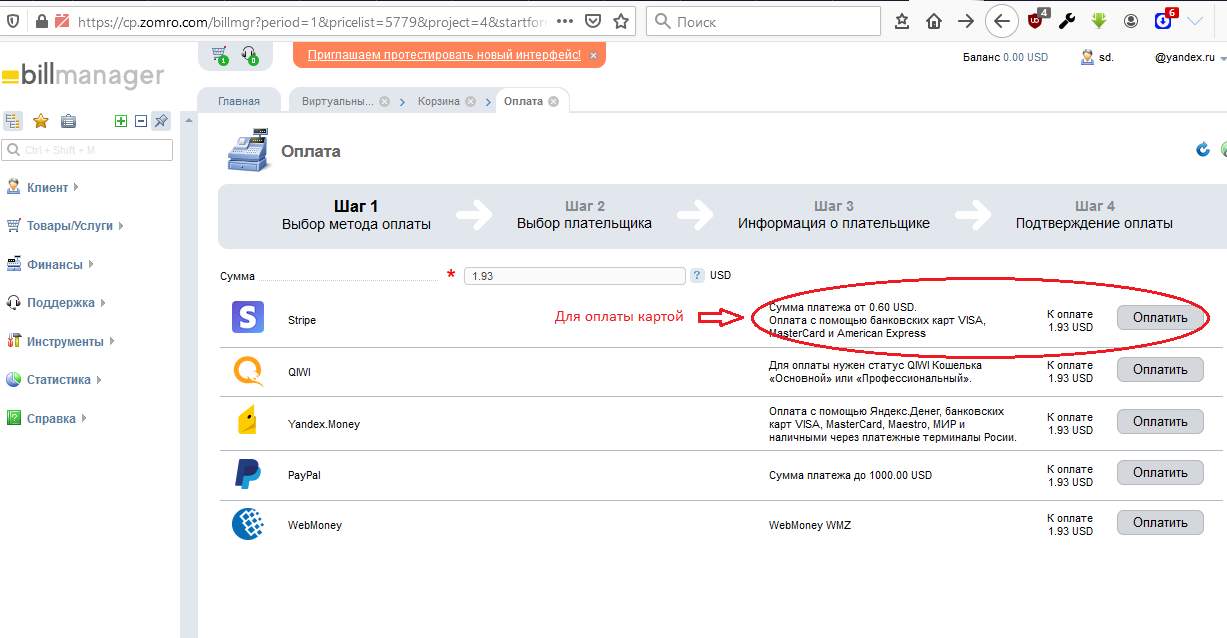 https://cp.zomro.com/billmgr?period=1&pricelist=5779&project=4&startfor
Поиск
4
6
billmanager
1
0
Приглашаем протестировать новый интерфейс!
Баланс 0.00 USD
sd.
@yandex.ru
Главная
Виртуальны...
Корзина
Оплата
Ctrl + Shift + M
Оплата
Клиент
Товары/Услуги
Финансы
Поддержка
Инструменты
Статистика
Справка
Шаг 1
Выбор метода оплаты
Шаг 2
Выбор плательщика
Шаг 3
Информация о плательщике
Шаг 4
Подтверждение оплаты
Сумма * 1.93 ? USD
Для оплаты картой
Stripe
Сумма платежа от 0.60 USD.
Оплата с помощью банковских карт VISA,
MasterCard и American Express
К оплате
1.93 USD
Оплатить
QIWI
Для оплаты нужен статус QIWI Кошелька
«Основной» или «Профессиональный».
К оплате
1.93 USD
Оплатить
Yandex.Money
Оплата с помощью Яндекс.Денег, банковских
карт VISA, MasterCard, Maestro, МИР и
наличными через платежные терминалы Росии.
К оплате
1.93 USD
Оплатить
PayPal
Сумма платежа до 1000.00 USD
К оплате
1.93 USD
Оплатить
WebMoney
WebMoney WMZ
К оплате
1.93 USD
Оплатить